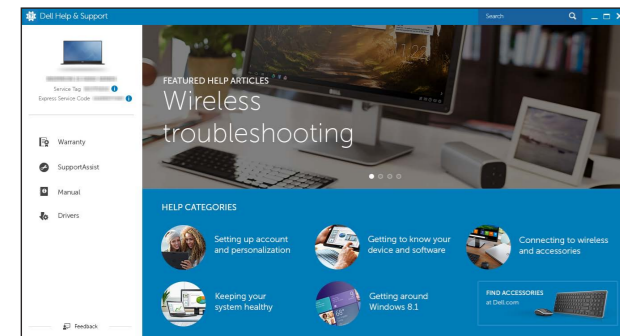 Dell Help & Support
Search
Service Tag
Express Service Code
Warranty
SupportAssist
Manual
Drivers
Feedback
FEATURED HELP ARTICLES
Wireless
troubleshooting
HELP CATEGORIES
Setting up account
and personalization
Getting to know your
device and software
Connecting to wireless
and accessories
Keeping your
system healthy
Getting around
Windows 8.1
FIND ACCESSORIES
at Dell.com